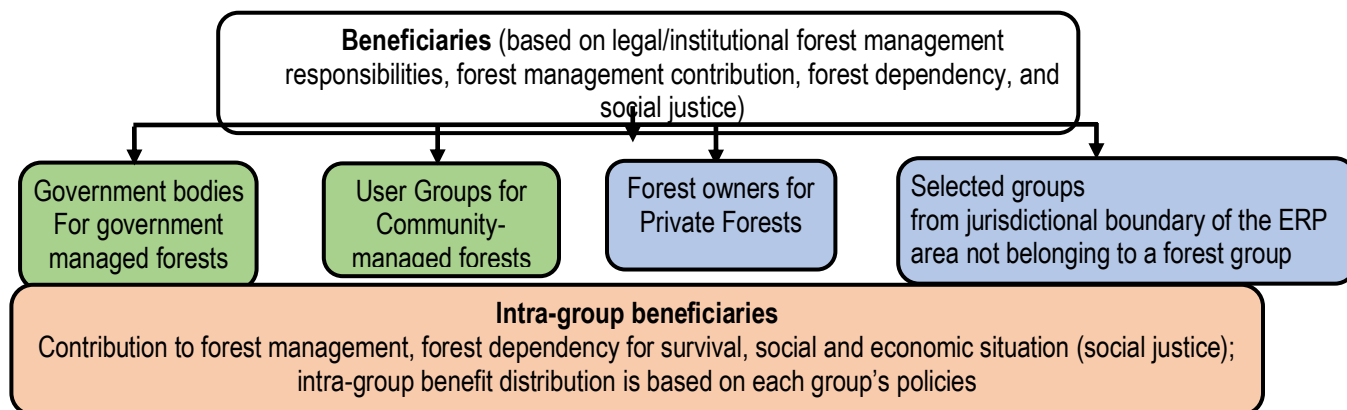 Beneficiaries (based on legal/institutional forest management
responsibilities, forest management contribution, forest dependency, and
social justice)
Government bodies
For government
managed forests
User Groups for
Community-
managed forests
Forest owners for
Private Forests
Selected groups
from jurisdictional boundary of the ERP
area not belonging to a forest group
Intra-group beneficiaries
Contribution to forest management, forest dependency for survival, social and economic situation (social justice);
intra-group benefit distribution is based on each group’s policies